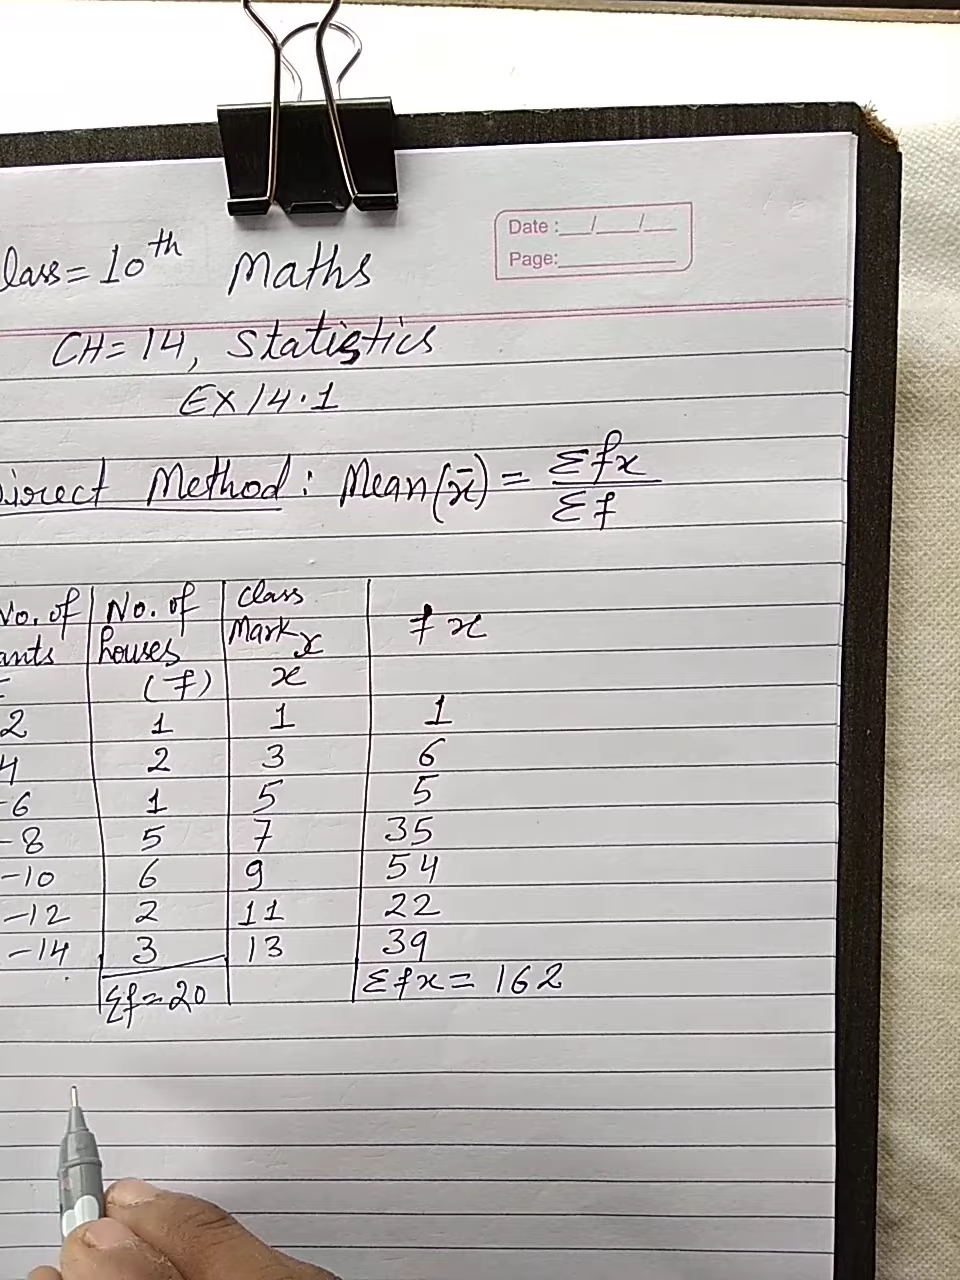 lass = 10th Maths
Date :__/__/__
Page:________
CH = 14, Statistics
EX 14.1
Direct Method : Mean (x̄) = Σfx / Σf
No. of | No. of | class | fx
ants | houses | Mark x
(f) | x
2 | 1 | 1 | 1
4 | 2 | 3 | 6
-6 | 1 | 5 | 5
-8 | 5 | 7 | 35
-10 | 6 | 9 | 54
-12 | 2 | 11 | 22
-14 | 3 | 13 | 39
Σf = 20 | Σfx = 162